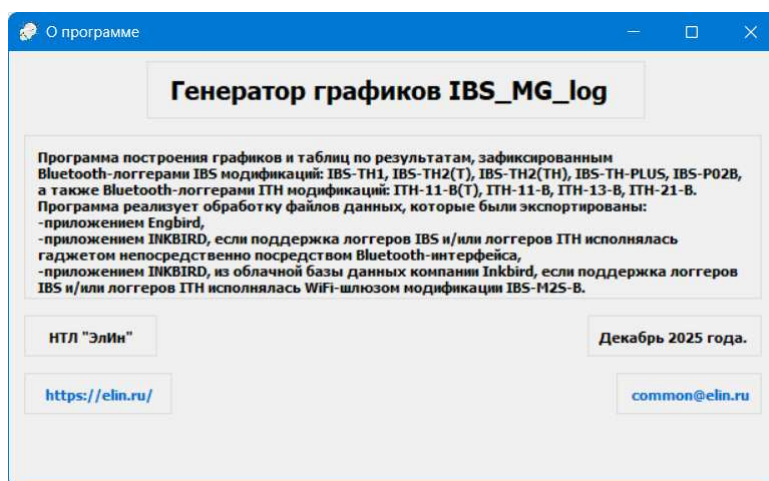 О программе
Генератор графиков IBS_MG_log
Программа построения графиков и таблиц по результатам, зафиксированным
Bluetooth-логгерами IBS модификаций: IBS-TH1, IBS-TH2(T), IBS-TH2(TH), IBS-TH-PLUS, IBS-P02B,
а также Bluetooth-логгерами ITH модификаций: ITH-11-B(T), ITH-11-B, ITH-13-B, ITH-21-B.
Программа реализует обработку файлов данных, которые были экспортированы:
-приложением Engbird,
-приложением INKBIRD, если поддержка логгеров IBS и/или логгеров ITH исполнялась
гаджетом непосредственно посредством Bluetooth-интерфейса,
-приложением INKBIRD, из облачной базы данных компании Inkbird, если поддержка логгеров
IBS и/или логгеров ITH исполнялась WiFi-шлюзом модификации IBS-M2S-B.
НТЛ "ЭлИн"
Декабрь 2025 года.
https://elin.ru/
common@elin.ru